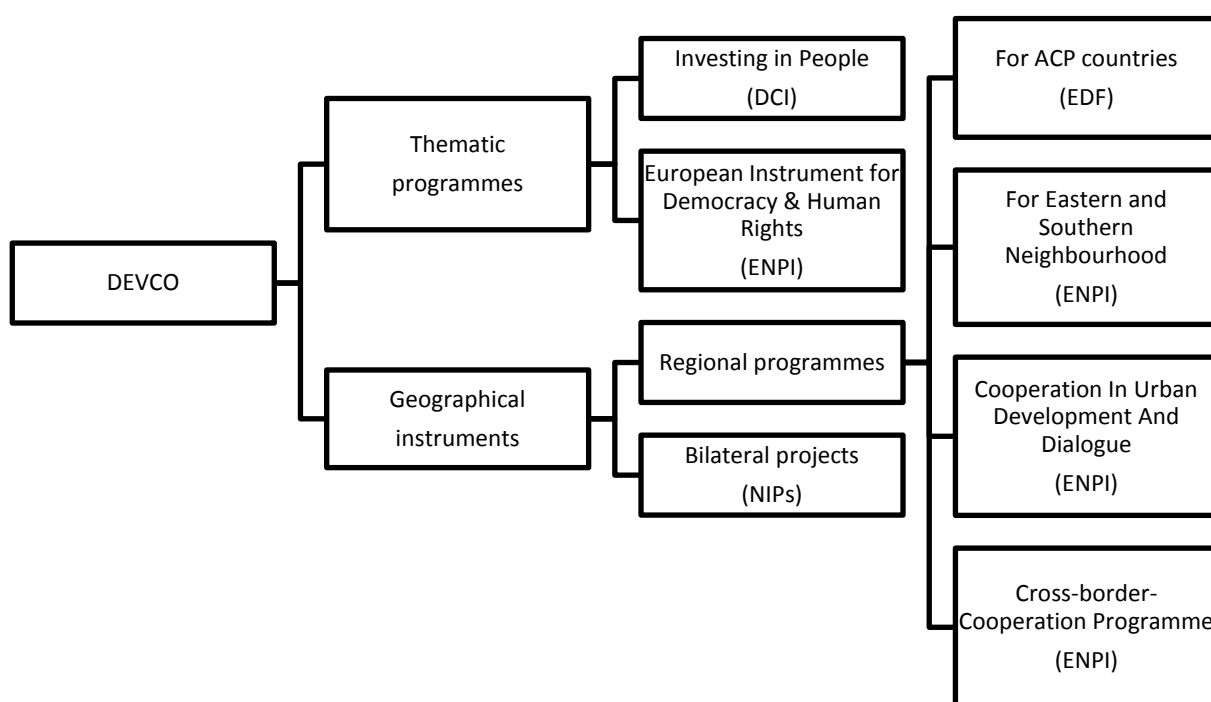 DEVCO
Thematic
programmes
Geographical
instruments
Investing in People
(DCI)
European Instrument for
Democracy & Human
Rights
(ENPI)
Regional programmes
Bilateral projects
(NIPs)
For ACP countries
(EDF)
For Eastern and
Southern
Neighbourhood
(ENPI)
Cooperation In Urban
Development And
Dialogue
(ENPI)
Cross-border-
Cooperation Programme
(ENPI)